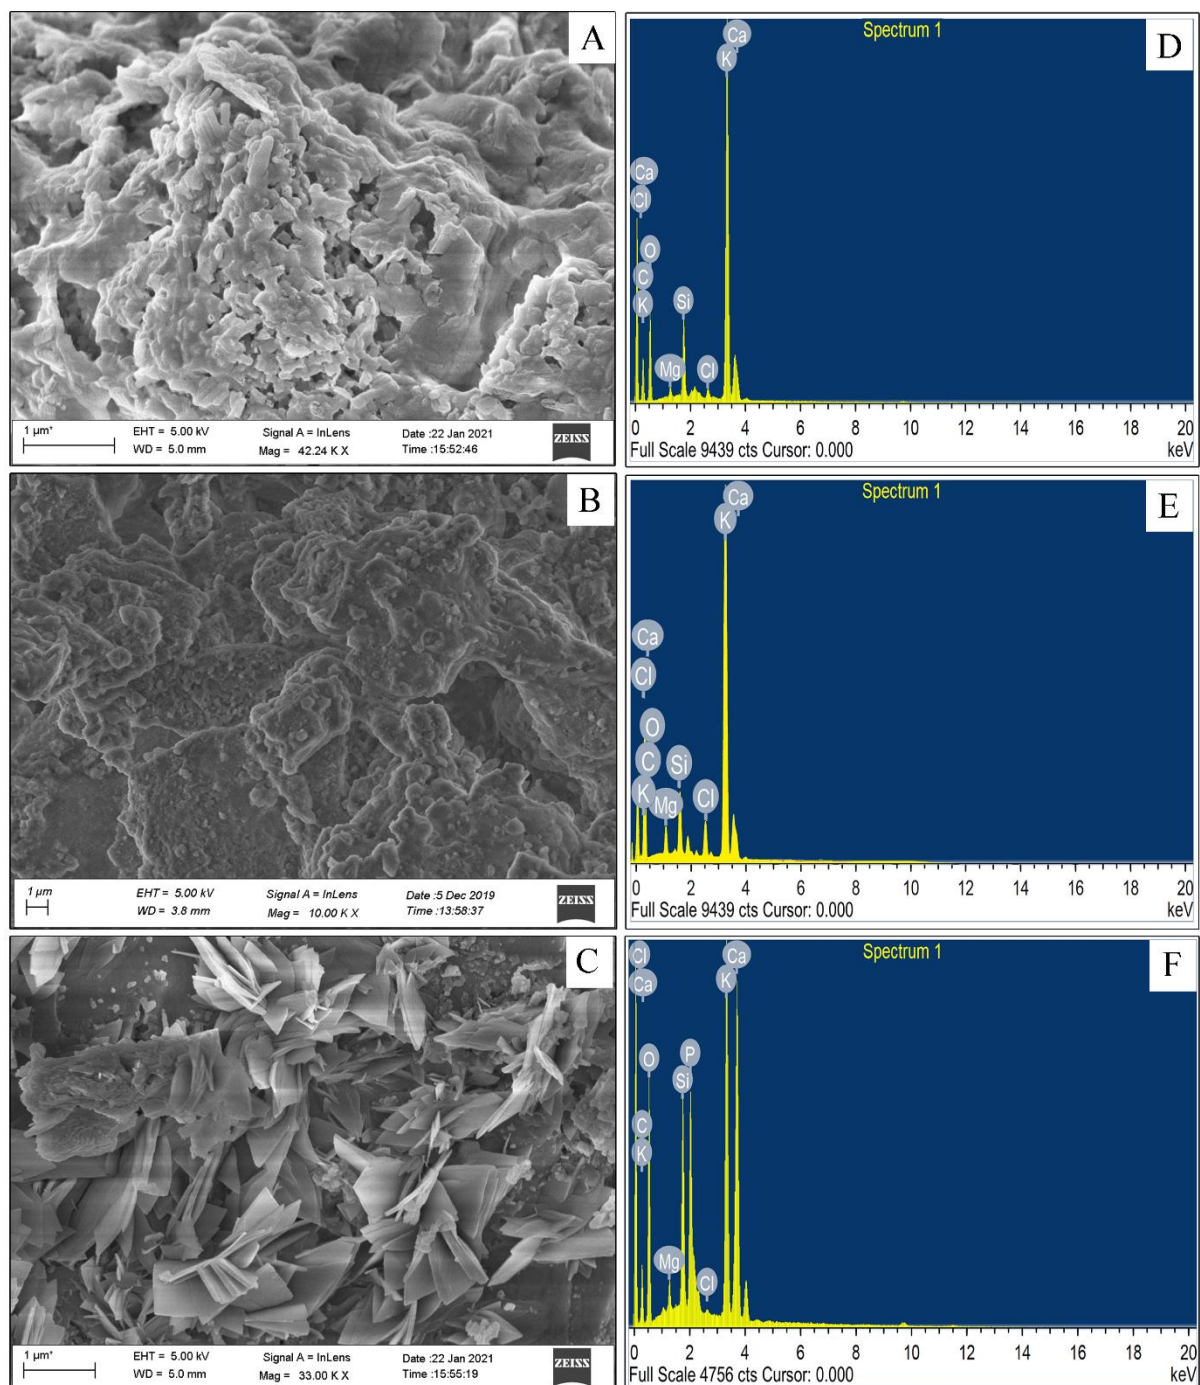 A
1 µm*
EHT = 5.00 kV
WD = 5.0 mm
Signal A = InLens
Mag = 42.24 K X
Date :22 Jan 2021
Time :15:52:46
ZEISS
D
Spectrum 1
Ca
K
Ca
Cl
O
C
K
Si
Mg
Cl
0 2 4 6 8 10 12 14 16 18 20
Full Scale 9439 cts Cursor: 0.000
keV
B
1 µm
EHT = 5.00 kV
WD = 3.8 mm
Signal A = InLens
Mag = 10.00 K X
Date :5 Dec 2019
Time :13:58:37
ZEISS
E
Spectrum 1
Ca
K
Ca
Cl
O
C
K
Si
Mg
Cl
0 2 4 6 8 10 12 14 16 18 20
Full Scale 9439 cts Cursor: 0.000
keV
C
1 µm*
EHT = 5.00 kV
WD = 5.0 mm
Signal A = InLens
Mag = 33.00 K X
Date :22 Jan 2021
Time :15:55:19
ZEISS
F
Spectrum 1
Cl
Ca
Ca
K
O
P
Si
C
K
Mg
Cl
0 2 4 6 8 10 12 14 16 18 20
Full Scale 4756 cts Cursor: 0.000
keV